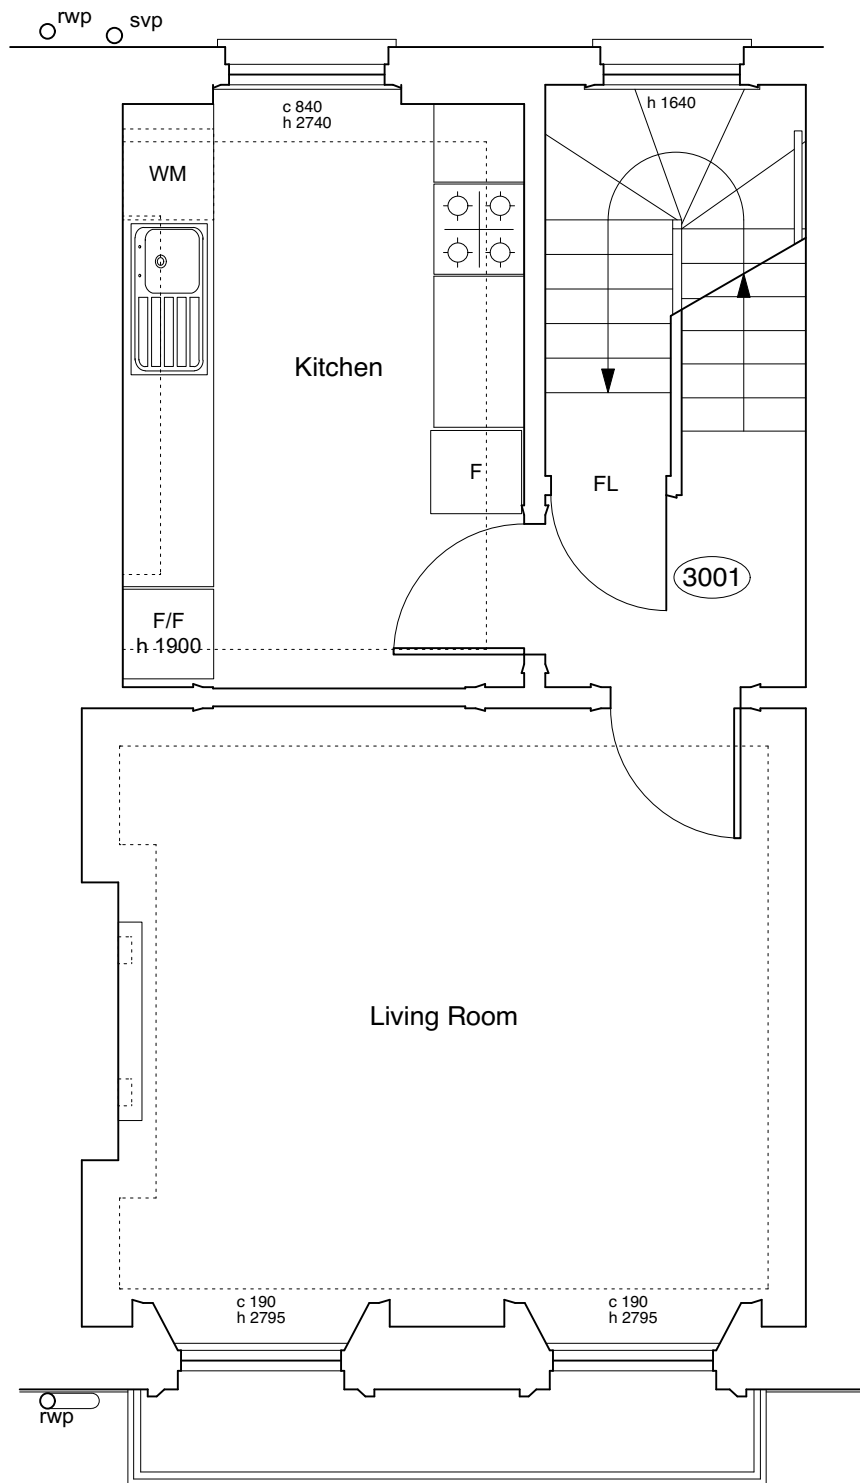 rwp
svp
c 840
h 2740
h 1640
WM
Kitchen
F
FL
3001
F/F
h 1900
Living Room
c 190
h 2795
c 190
h 2795
rwp